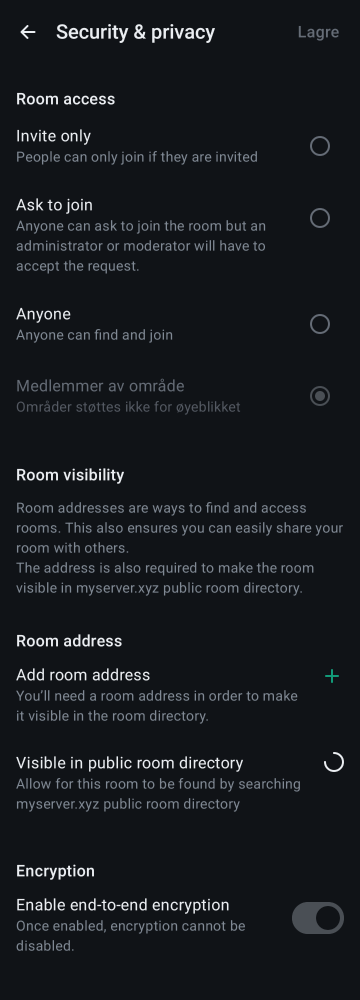 Security & privacy
Lagre
Room access
Invite only
People can only join if they are invited
Ask to join
Anyone can ask to join the room but an
administrator or moderator will have to
accept the request.
Anyone
Anyone can find and join
Medlemmer av område
Områder støttes ikke for øyeblikket
Room visibility
Room addresses are ways to find and access
rooms. This also ensures you can easily share your
room with others.
The address is also required to make the room
visible in myserver.xyz public room directory.
Room address
Add room address
You’ll need a room address in order to make
it visible in the room directory.
Visible in public room directory
Allow for this room to be found by searching
myserver.xyz public room directory
Encryption
Enable end-to-end encryption
Once enabled, encryption cannot be
disabled.